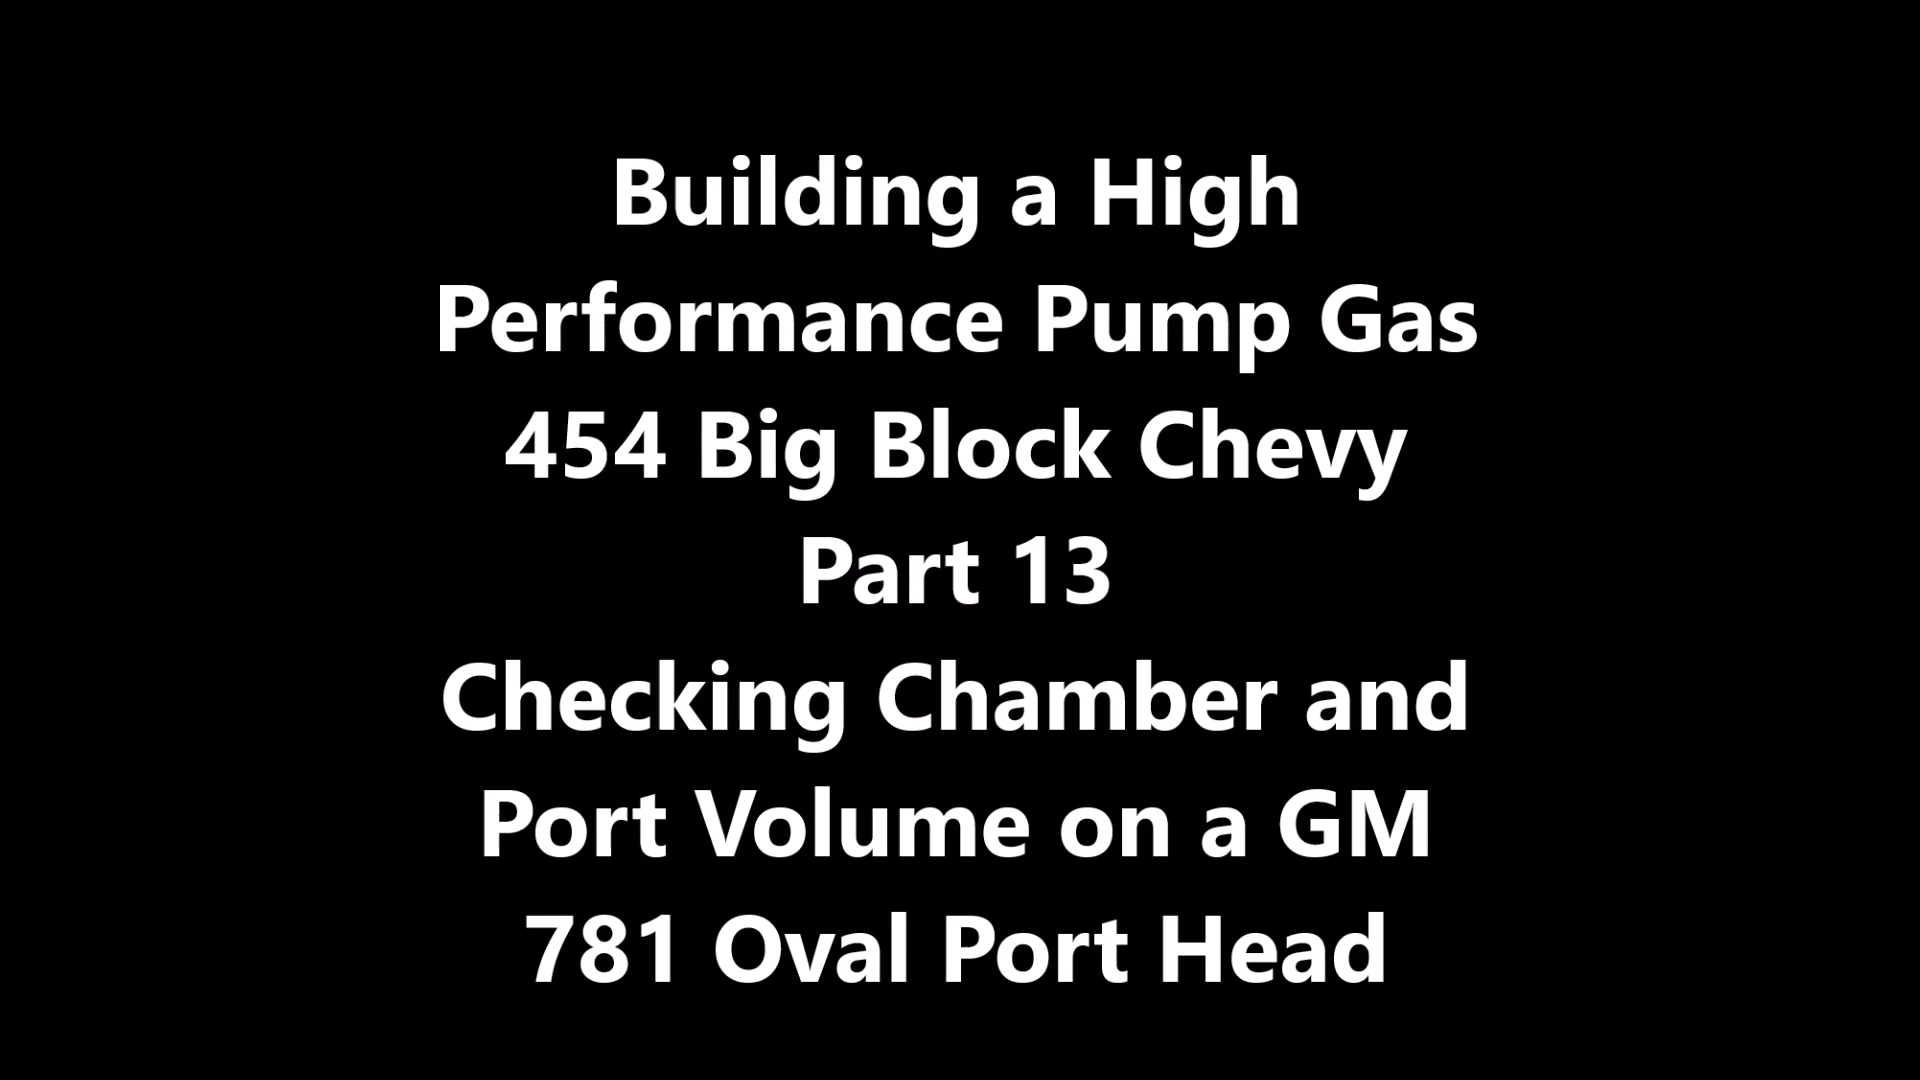 Building a High
Performance Pump Gas
454 Big Block Chevy
Part 13
Checking Chamber and
Port Volume on a GM
781 Oval Port Head